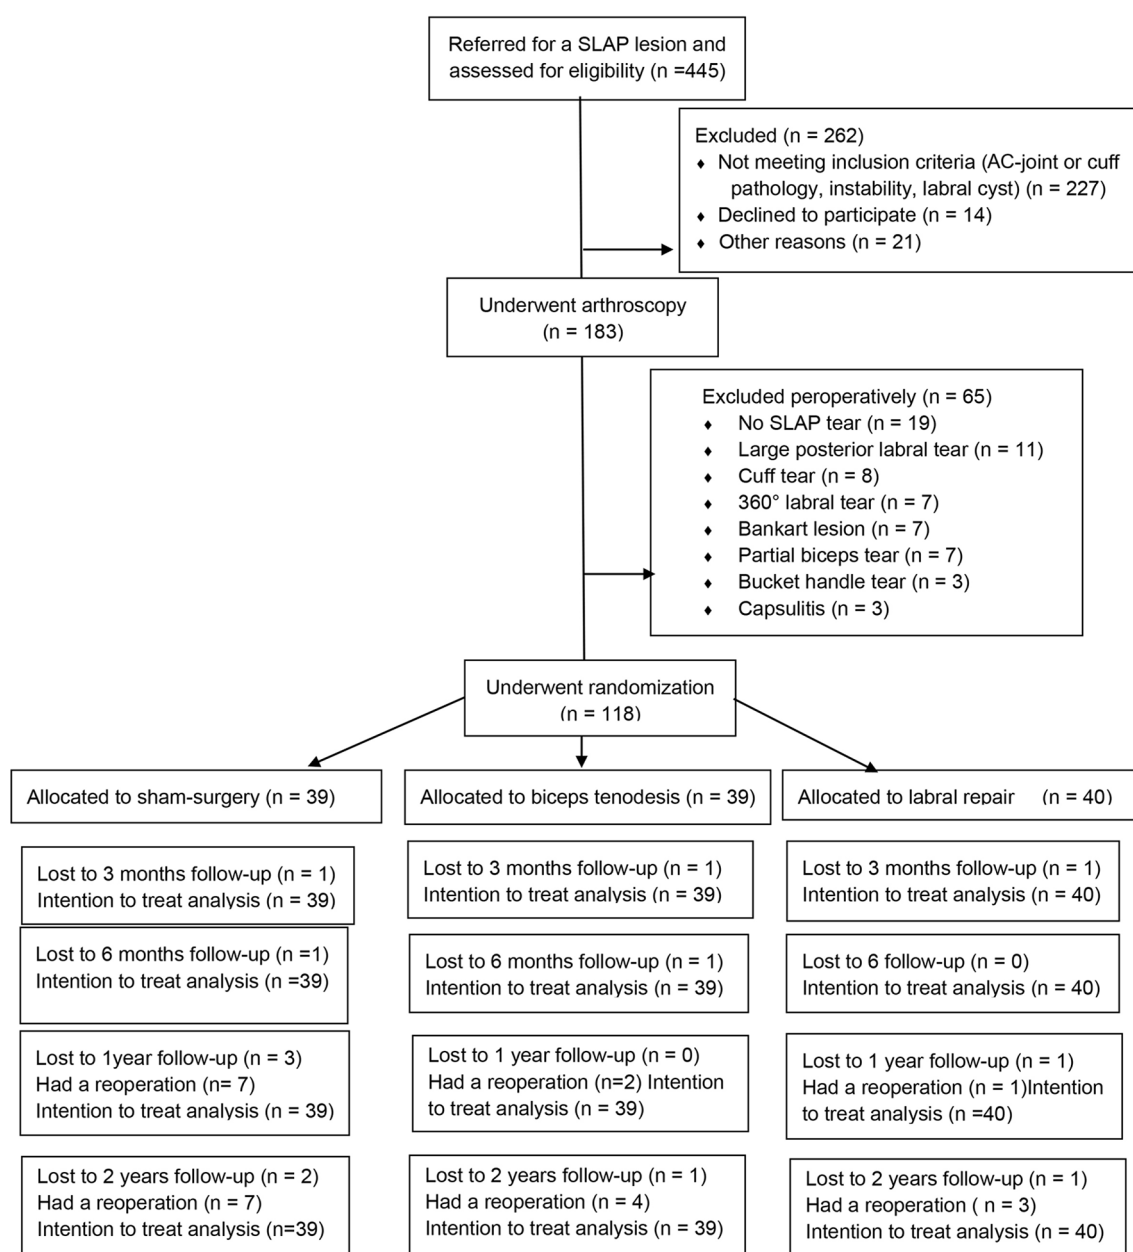 Referred for a SLAP lesion and
assessed for eligibility (n =445)
Excluded (n = 262)
♦ Not meeting inclusion criteria (AC-joint or cuff
pathology, instability, labral cyst) (n = 227)
♦ Declined to participate (n = 14)
♦ Other reasons (n = 21)
Underwent arthroscopy
(n = 183)
Excluded peroperatively (n = 65)
♦ No SLAP tear (n = 19)
♦ Large posterior labral tear (n = 11)
♦ Cuff tear (n = 8)
♦ 360° labral tear (n = 7)
♦ Bankart lesion (n = 7)
♦ Partial biceps tear (n = 7)
♦ Bucket handle tear (n = 3)
♦ Capsulitis (n = 3)
Underwent randomization
(n = 118)
Allocated to sham-surgery (n = 39)
Allocated to biceps tenodesis (n = 39)
Allocated to labral repair (n = 40)
Lost to 3 months follow-up (n = 1)
Intention to treat analysis (n = 39)
Lost to 3 months follow-up (n = 1)
Intention to treat analysis (n = 39)
Lost to 3 months follow-up (n = 1)
Intention to treat analysis (n = 40)
Lost to 6 months follow-up (n =1)
Intention to treat analysis (n =39)
Lost to 6 months follow-up (n = 1)
Intention to treat analysis (n = 39)
Lost to 6 follow-up (n = 0)
Intention to treat analysis (n = 40)
Lost to 1year follow-up (n = 3)
Had a reoperation (n= 7)
Intention to treat analysis (n = 39)
Lost to 1 year follow-up (n = 0)
Had a reoperation (n=2) Intention
to treat analysis (n = 39)
Lost to 1 year follow-up (n = 1)
Had a reoperation (n = 1)Intention
to treat analysis (n =40)
Lost to 2 years follow-up (n = 2)
Had a reoperation (n = 7)
Intention to treat analysis (n=39)
Lost to 2 years follow-up (n = 1)
Had a reoperation (n = 4)
Intention to treat analysis (n = 39)
Lost to 2 years follow-up (n = 1)
Had a reoperation ( n = 3)
Intention to treat analysis (n = 40)